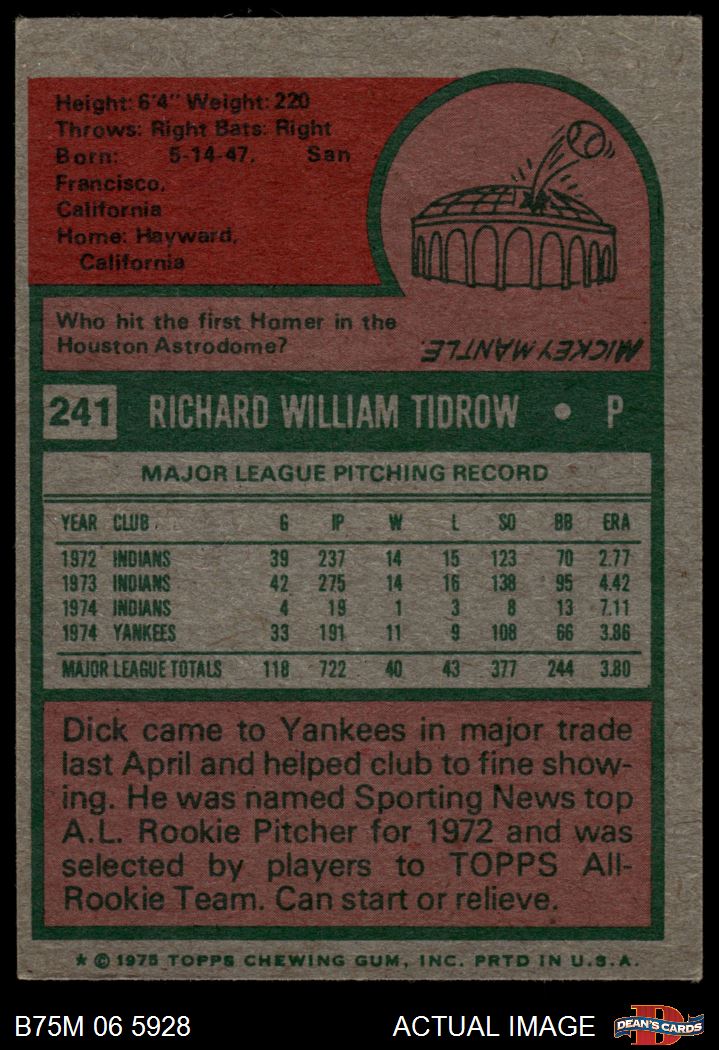 Height: 6'4" Weight: 220
Throws: Right Bats: Right
Born: 5-14-47, San
Francisco,
California
Home: Hayward,
California
Who hit the first Homer in the
Houston Astrodome?
MICKEY MANTLE.
241 RICHARD WILLIAM TIDROW • P
MAJOR LEAGUE PITCHING RECORD
YEAR CLUB G IP W L SO BB ERA
1972 INDIANS 39 237 14 15 123 70 2.77
1973 INDIANS 42 275 14 16 138 95 4.42
1974 INDIANS 4 19 1 3 8 13 7.11
1974 YANKEES 33 191 11 9 108 66 3.86
MAJOR LEAGUE TOTALS 118 722 40 43 377 244 3.80
Dick came to Yankees in major trade
last April and helped club to fine show-
ing. He was named Sporting News top
A.L. Rookie Pitcher for 1972 and was
selected by players to TOPPS All-
Rookie Team. Can start or relieve.
* © 1975 TOPPS CHEWING GUM, INC. PRTD IN U.S.A.
B75M 06 5928 ACTUAL IMAGE DEAN'S CARDS